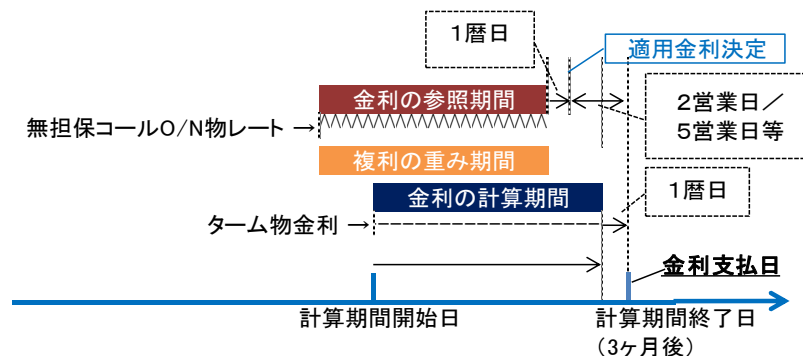 1暦日
適用金利決定
金利の参照期間
2営業日/
5営業日等
無担保コールO/N物レート→
複利の重み期間
金利の計算期間
1暦日
ターム物金利 →
金利支払日
計算期間開始日
計算期間終了日
(3ヶ月後)